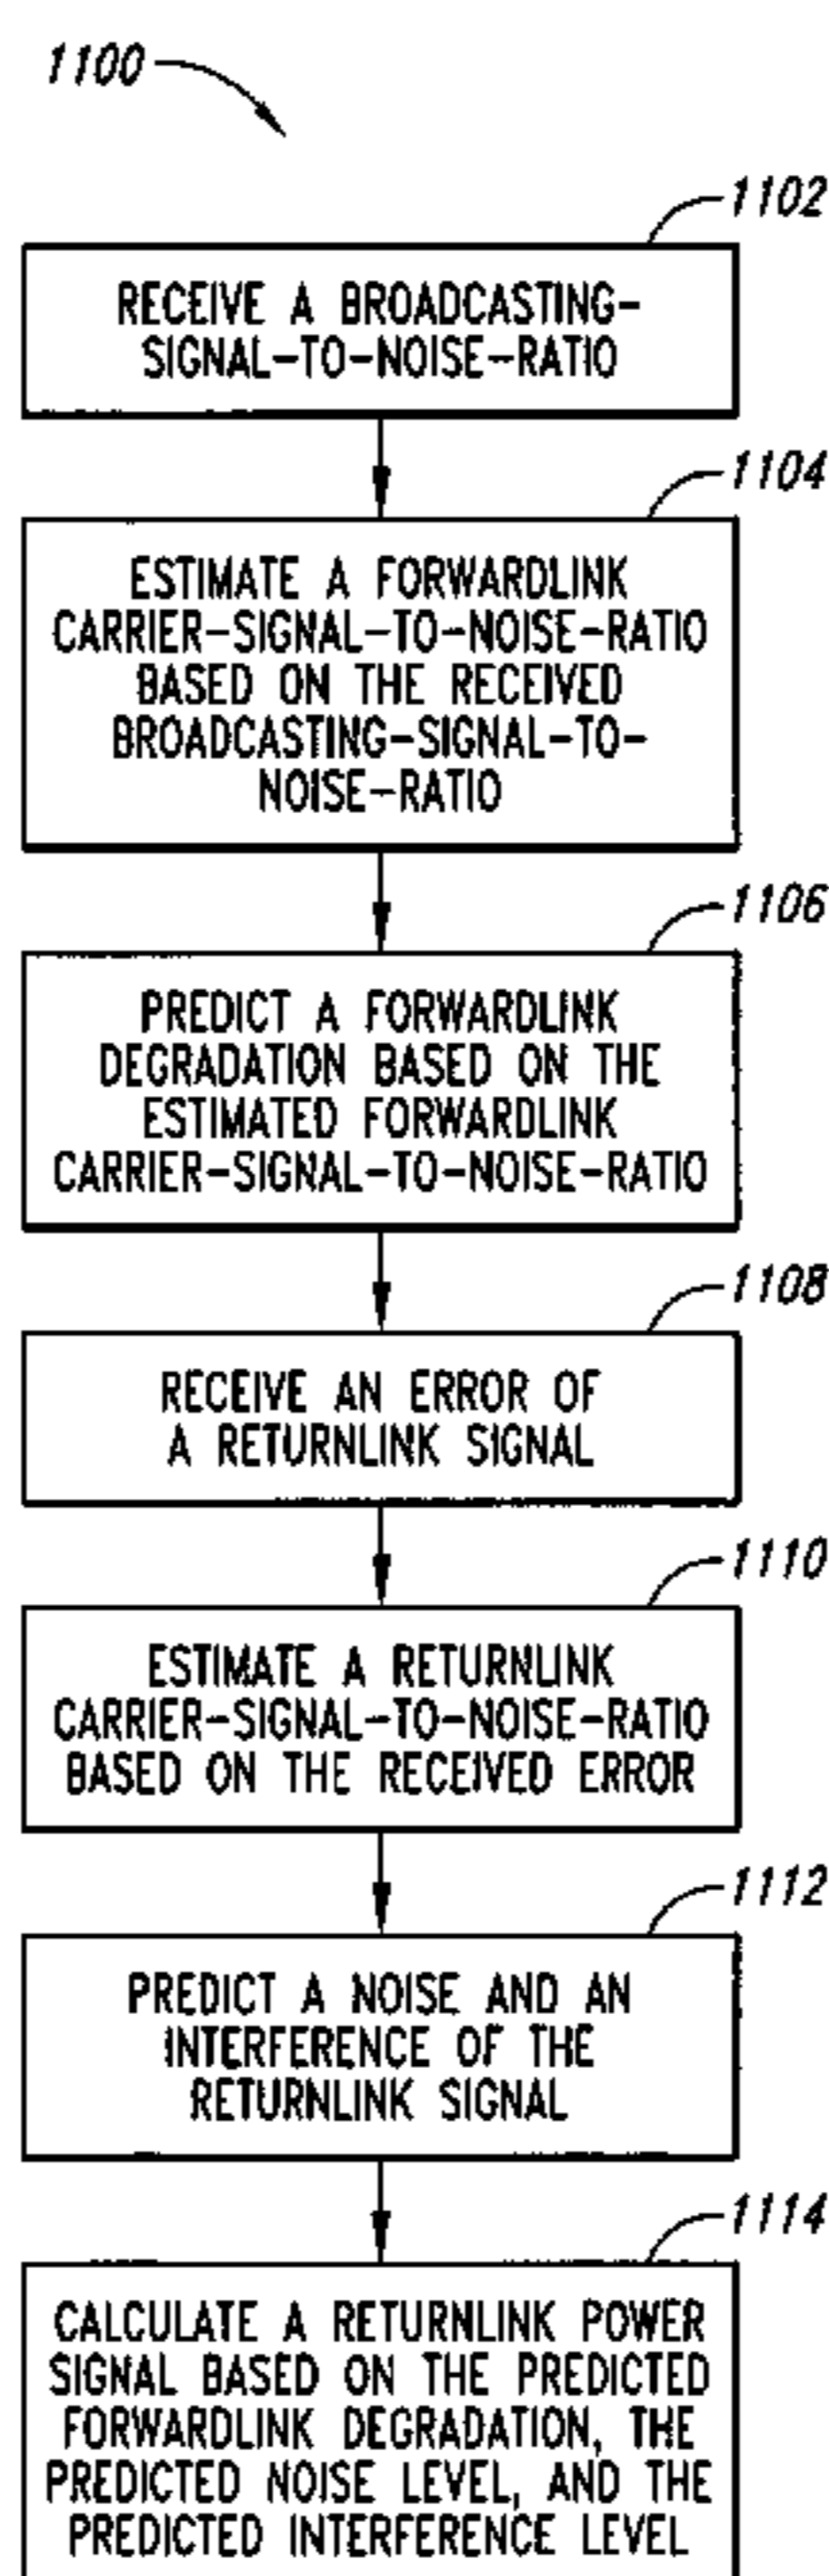 1100
1102
RECEIVE A BROADCASTING-
SIGNAL-TO-NOISE-RATIO
1104
ESTIMATE A FORWARDLINK
CARRIER-SIGNAL-TO-NOISE-RATIO
BASED ON THE RECEIVED
BROADCASTING-SIGNAL-TO-
NOISE-RATIO
1106
PREDICT A FORWARDLINK
DEGRADATION BASED ON THE
ESTIMATED FORWARDLINK
CARRIER-SIGNAL-TO-NOISE-RATIO
1108
RECEIVE AN ERROR OF
A RETURNLINK SIGNAL
1110
ESTIMATE A RETURNLINK
CARRIER-SIGNAL-TO-NOISE-RATIO
BASED ON THE RECEIVED ERROR
1112
PREDICT A NOISE AND AN
INTERFERENCE OF THE
RETURNLINK SIGNAL
1114
CALCULATE A RETURNLINK POWER
SIGNAL BASED ON THE PREDICTED
FORWARDLINK DEGRADATION, THE
PREDICTED NOISE LEVEL, AND THE
PREDICTED INTERFERENCE LEVEL